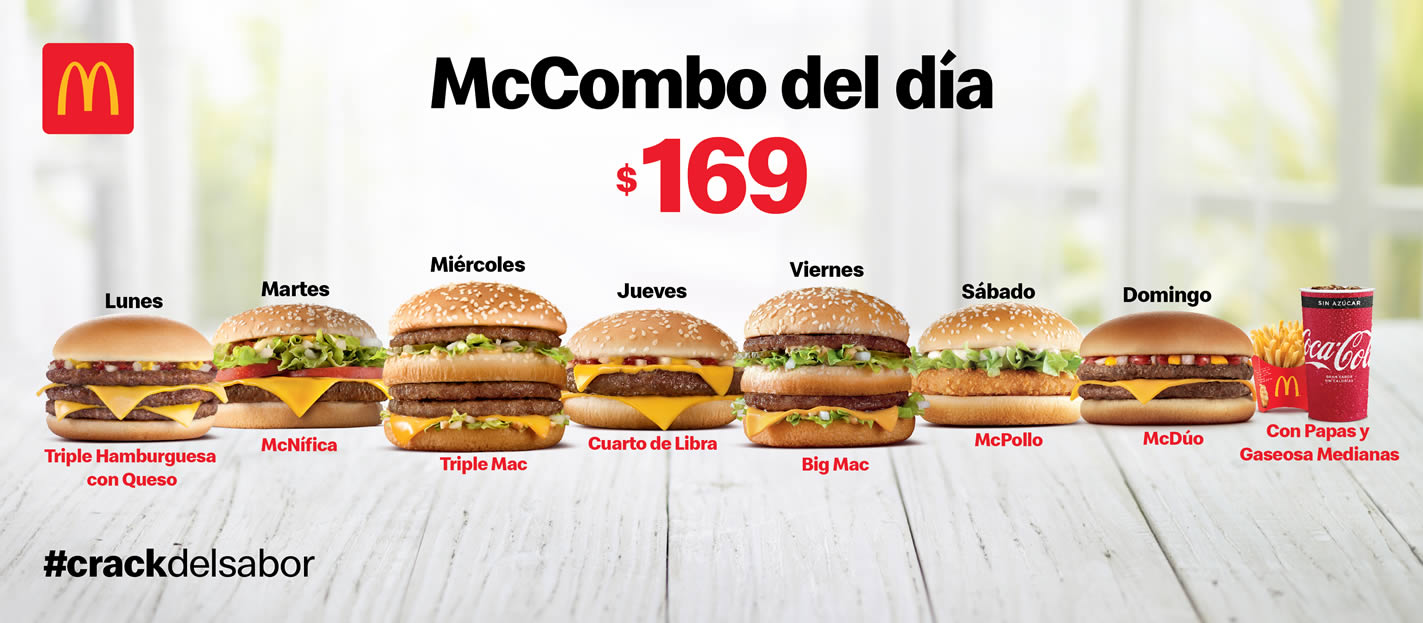 McCombo del día
$169
Lunes
Martes
Miércoles
Jueves
Viernes
Sábado
Domingo
SIN AZÚCAR
Coca-Cola
Triple Hamburguesa
con Queso
McNífica
Triple Mac
Cuarto de Libra
Big Mac
McPollo
McDúo
Con Papas y
Gaseosa Medianas
#crackdelsabor